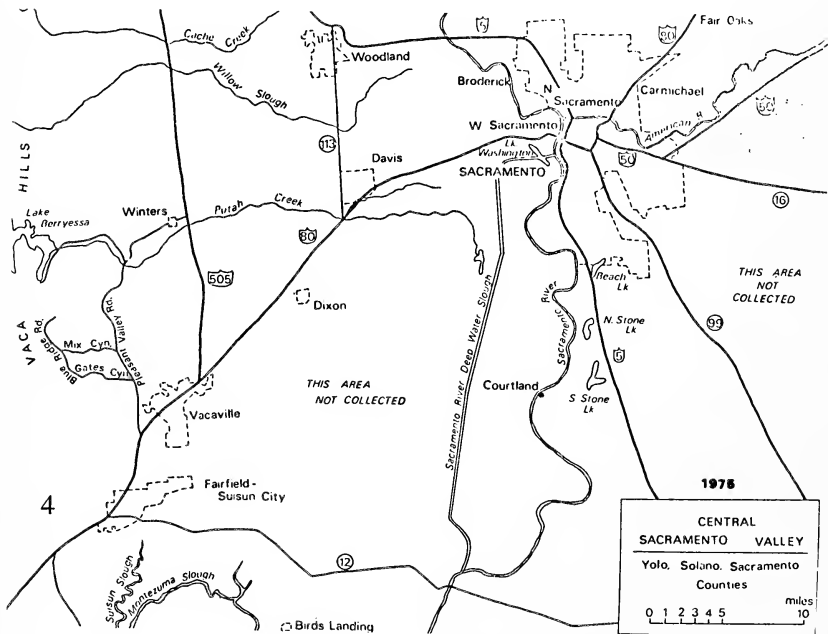 Cache Creek
Woodland
5
80
Fair Oaks
Willow Slough
Broderick
N
Sacramento
Carmichael
50
American R
113
W Sacramento
Lk
Washington
Davis
SACRAMENTO
50
16
HILLS
Lake
Berryessa
Winters
Putah Creek
80
505
Dixon
Beach
Lk
THIS AREA
NOT COLLECTED
VACA
Blue Ridge Rd.
Mix Cyn.
Gates Cyn.
Pleasant Valley Rd.
Sacramento River Deep Water Slough
Sacramento River
N. Stone
Lk
99
5
THIS AREA
NOT COLLECTED
Courtland
S Stone
Lk
Vacaville
Fairfield-
Suisun City
4
12
Suisun Slough
Montezuma Slough
Birds Landing
1976
CENTRAL
SACRAMENTO VALLEY
Yolo, Solano, Sacramento
Counties
miles
0 1 2 3 4 5 10